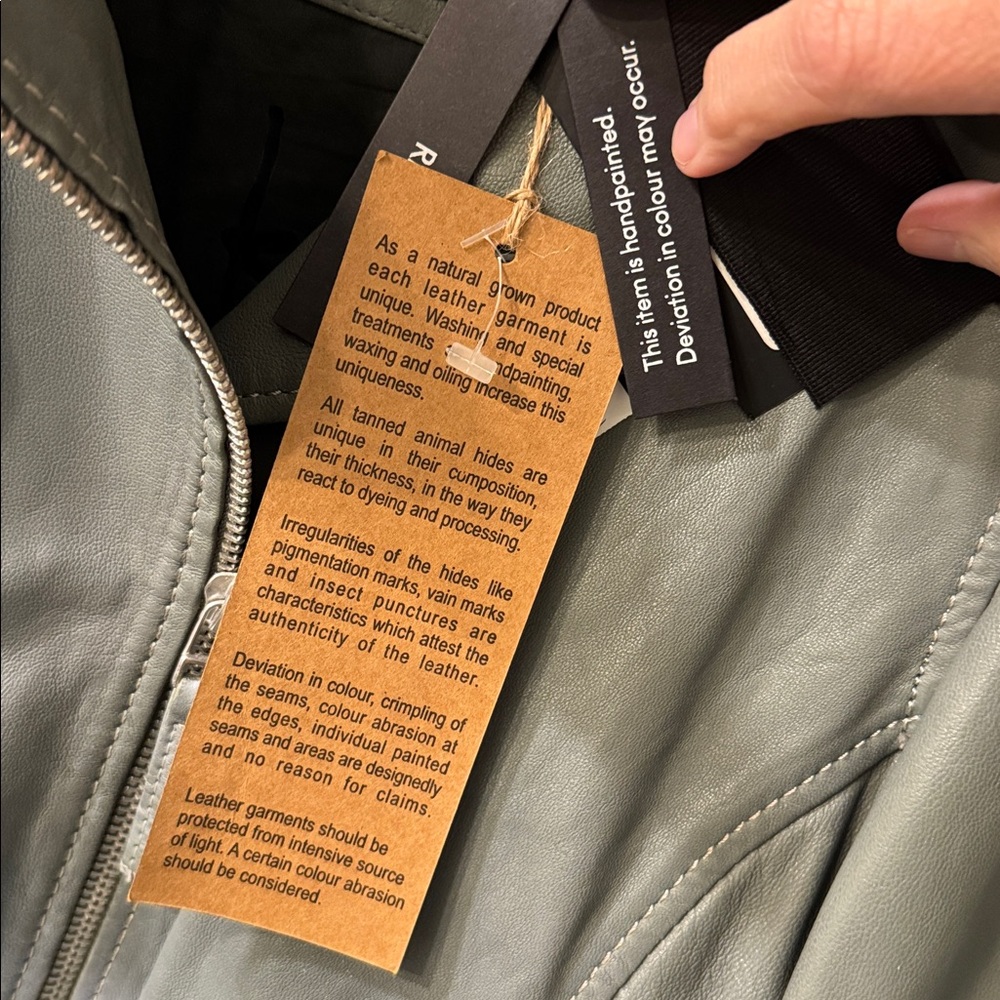 R
This item is handpainted.
Deviation in colour may occur.
As a natural grown product
each leather garment is
unique. Washing and special
treatments ndpainting,
waxing and oiling increase this
uniqueness.
All tanned animal hides are
unique in their composition,
their thickness, in the way they
react to dyeing and processing.
Irregularities of the hides like
pigmentation marks, vain marks
and insect punctures are
characteristics which attest the
authenticity of the leather.
Deviation in colour, crimpling of
the seams, colour abrasion at
the edges, individual painted
seams and areas are designedly
and no reason for claims.
Leather garments should be
protected from intensive source
of light. A certain colour abrasion
should be considered.